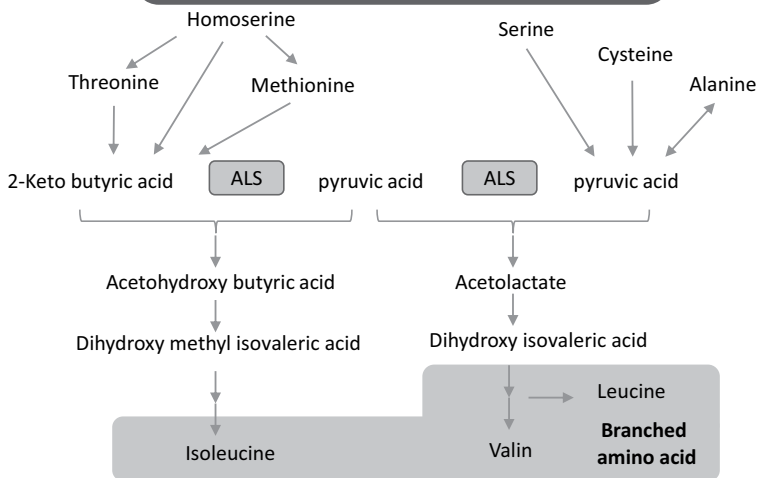 Homoserine
Serine
Cysteine
Threonine
Methionine
Alanine
2-Keto butyric acid
ALS
pyruvic acid
ALS
pyruvic acid
Acetohydroxy butyric acid
Acetolactate
Dihydroxy methyl isovaleric acid
Dihydroxy isovaleric acid
Leucine
Isoleucine
Valin
Branched
amino acid